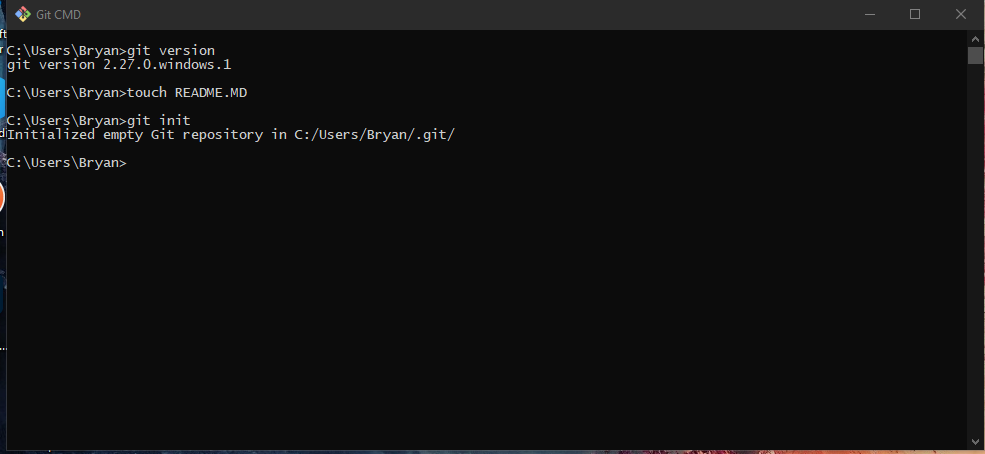 Git CMD
C:\Users\Bryan>git version
git version 2.27.0.windows.1
C:\Users\Bryan>touch README.MD
C:\Users\Bryan>git init
Initialized empty Git repository in C:/Users/Bryan/.git/
C:\Users\Bryan>